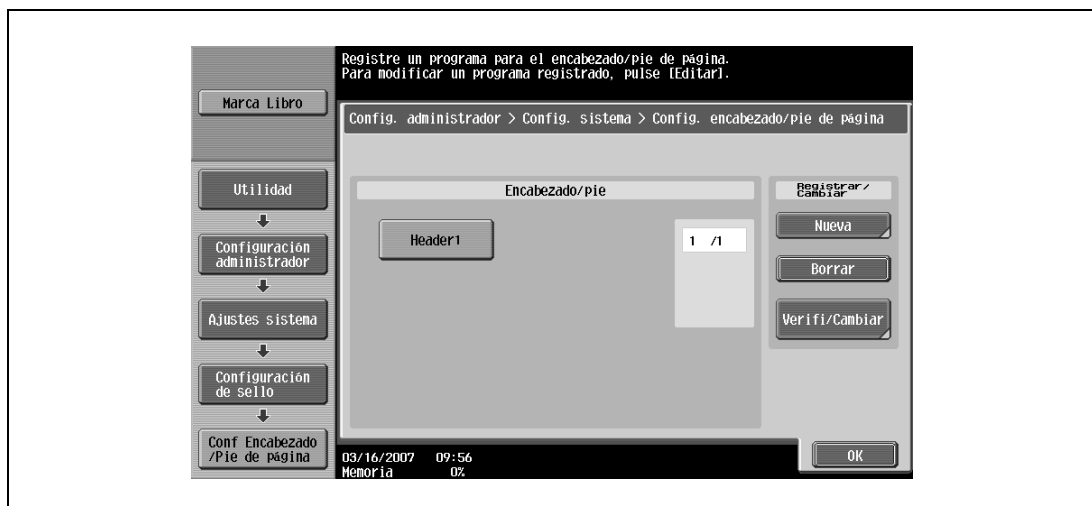 Registre un programa para el encabezado/pie de página.
Para modificar un programa registrado, pulse [Editar].
Marca Libro
Config. administrador > Config. sistema > Config. encabezado/pie de página
Utilidad
Configuración
administrador
Ajustes sistema
Configuración
de sello
Conf Encabezado
/Pie de página
Encabezado/pie
Header1
1 /1
Registrar/
Cambiar
Nueva
Borrar
Verifi/Cambiar
03/16/2007 09:56
Memoria 0%
OK